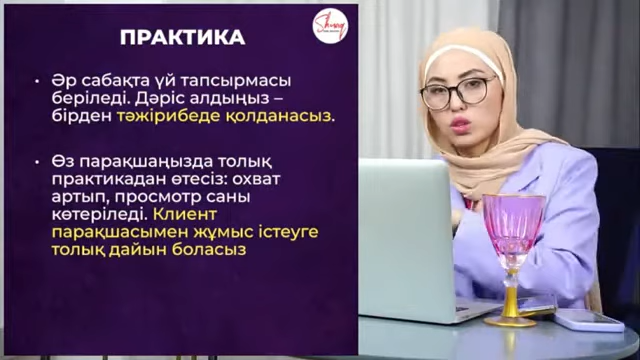 ПРАКТИКА
• Әр сабақта үй тапсырмасы
беріледі. Дәріс алдыңыз –
бірден тәжірибеде қолданасыз.
• Өз парақшаңызда толық
практикадан өтесіз: охват
артып, просмотр саны
көтеріледі. Клиент
парақшасымен жұмыс істеуге
толық дайын боласыз